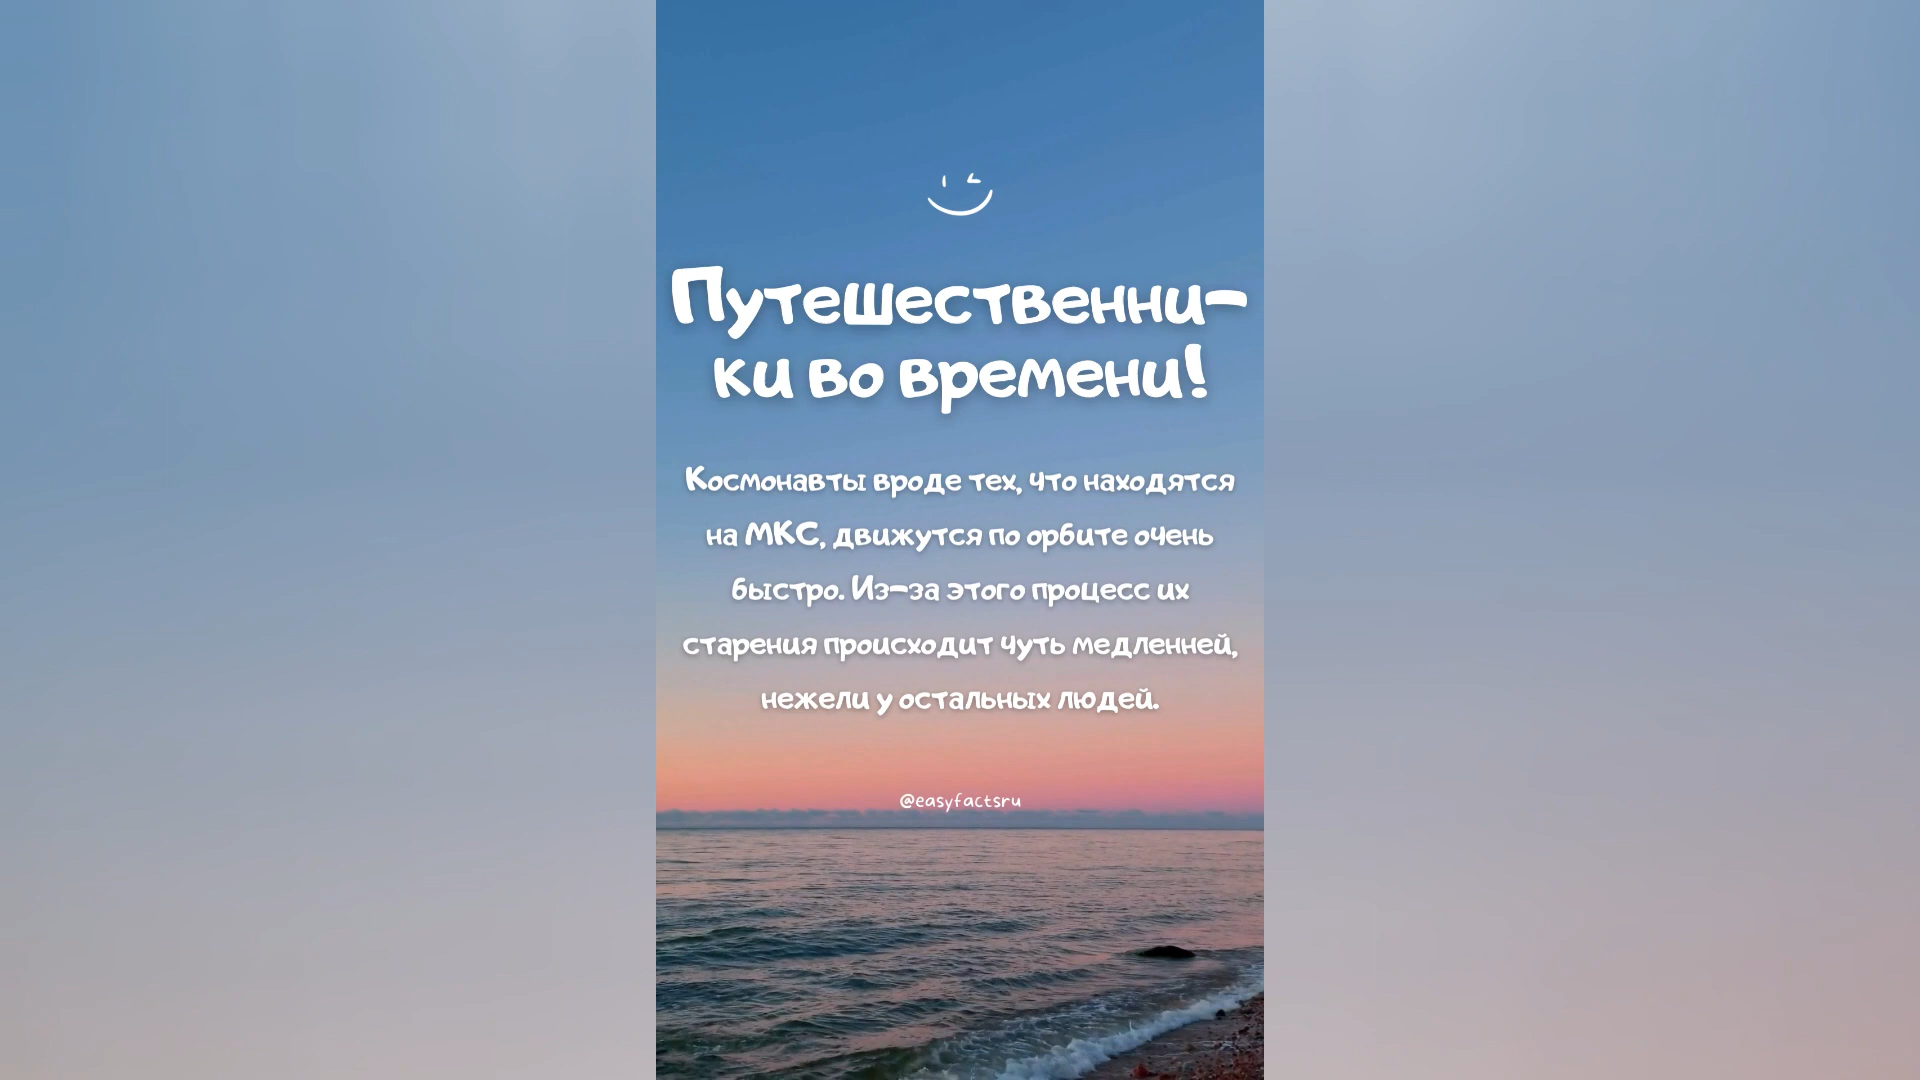 Путешественни-
ки во времени!
Космонавты вроде тех, что находятся
на МКС, движутся по орбите очень
быстро. Из-за этого процесс их
старения происходит чуть медленней,
нежели у остальных людей.
@easyfactsru